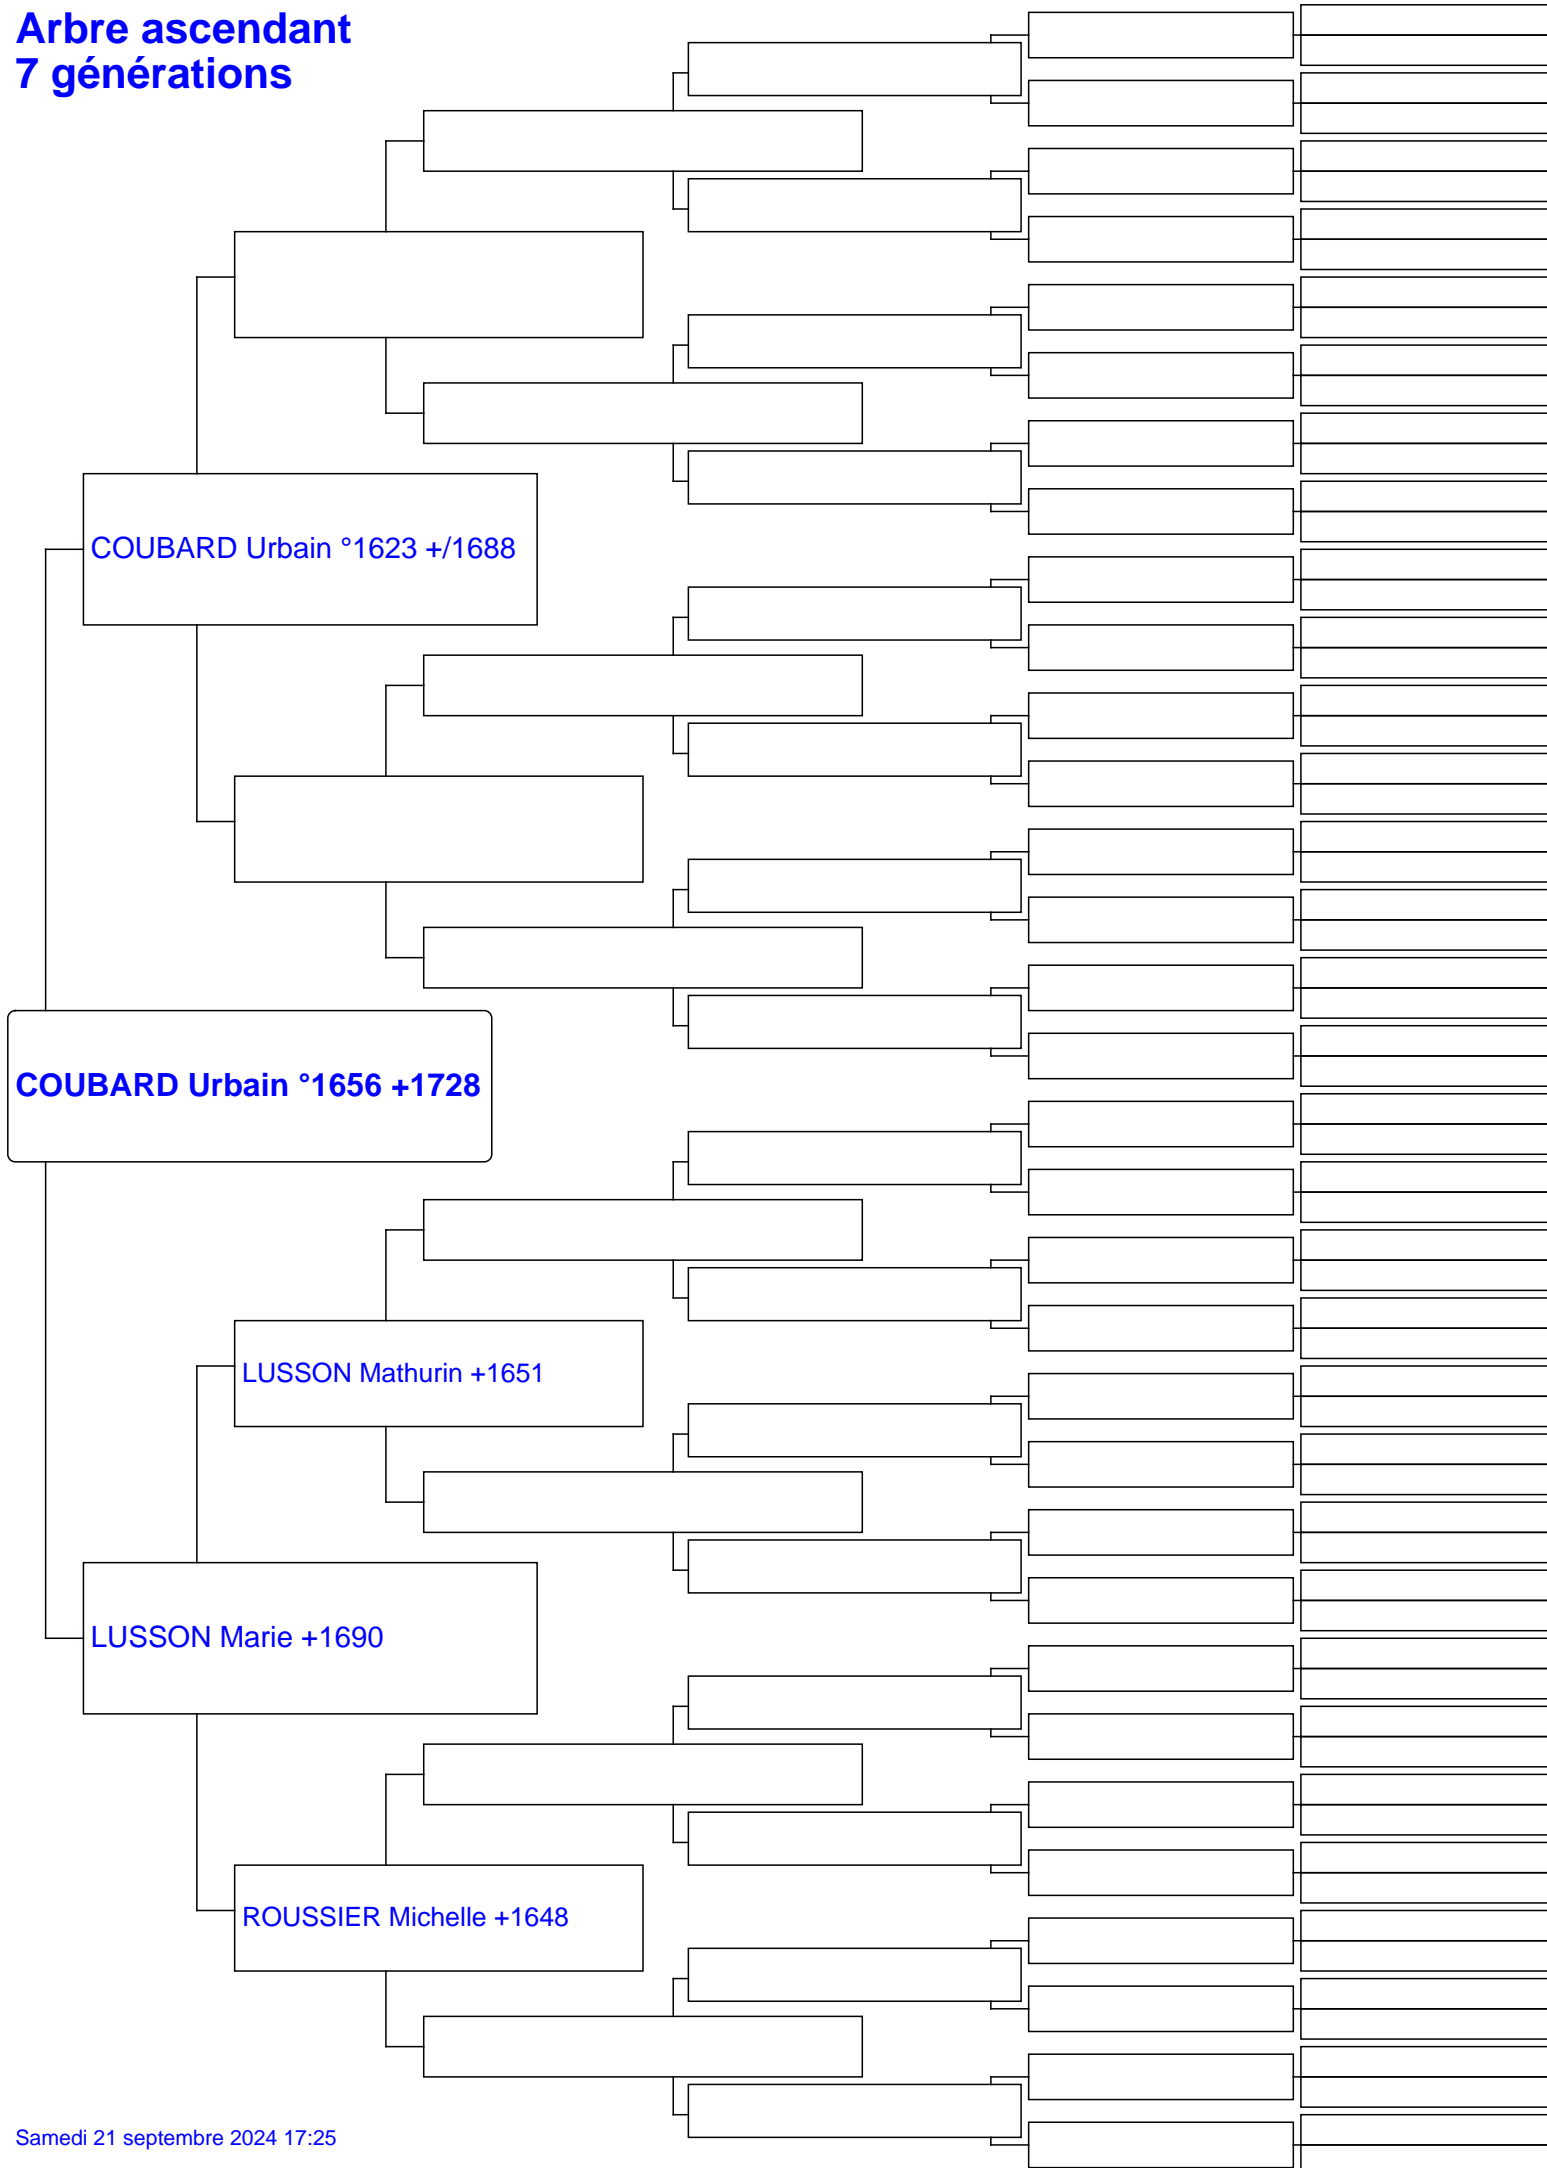 Arbre ascendant
7 générations
COUBARD Urbain °1623 +/1688
COUBARD Urbain °1656 +1728
LUSSON Mathurin +1651
LUSSON Marie +1690
ROUSSIER Michelle +1648
Samedi 21 septembre 2024 17:25